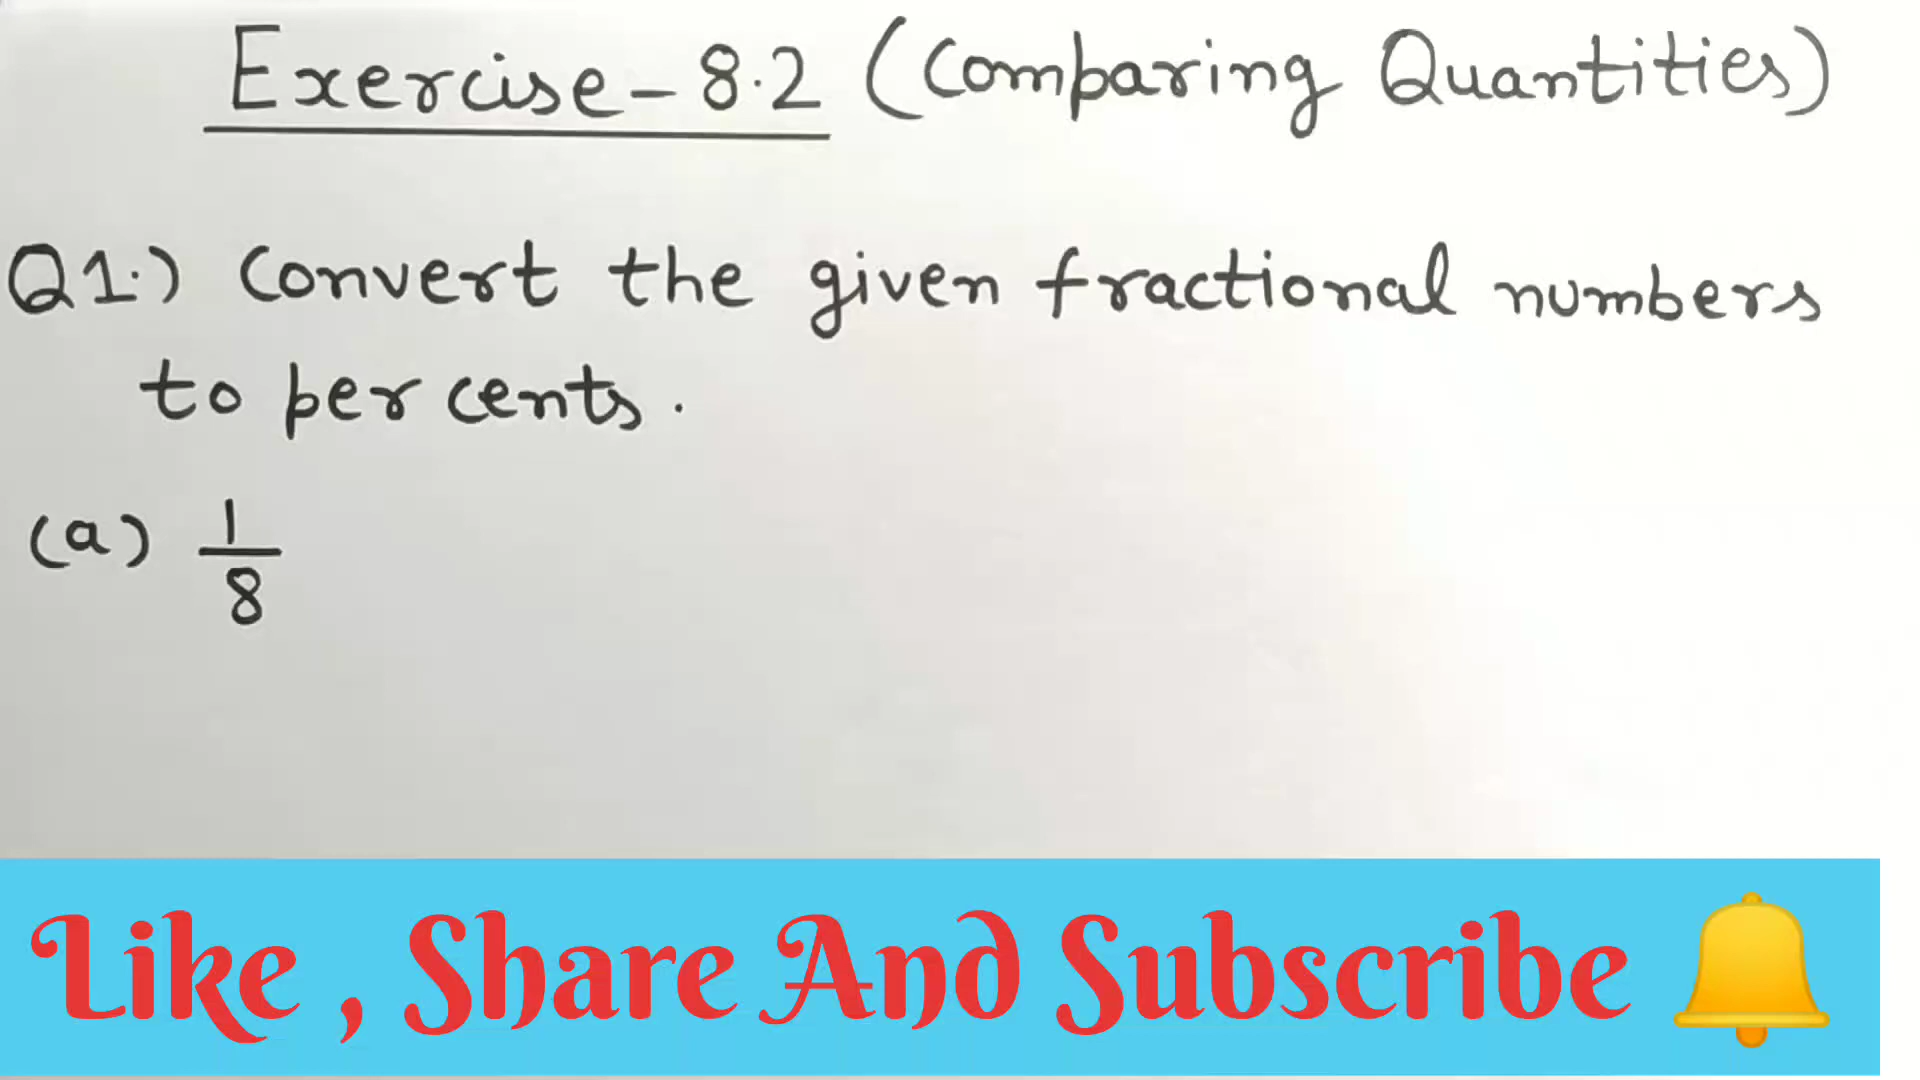 Exercise-8.2 (Comparing Quantities)
Q1.) Convert the given fractional numbers
to per cents.
(a) 1/8
Like , Share And Subscribe 🔔